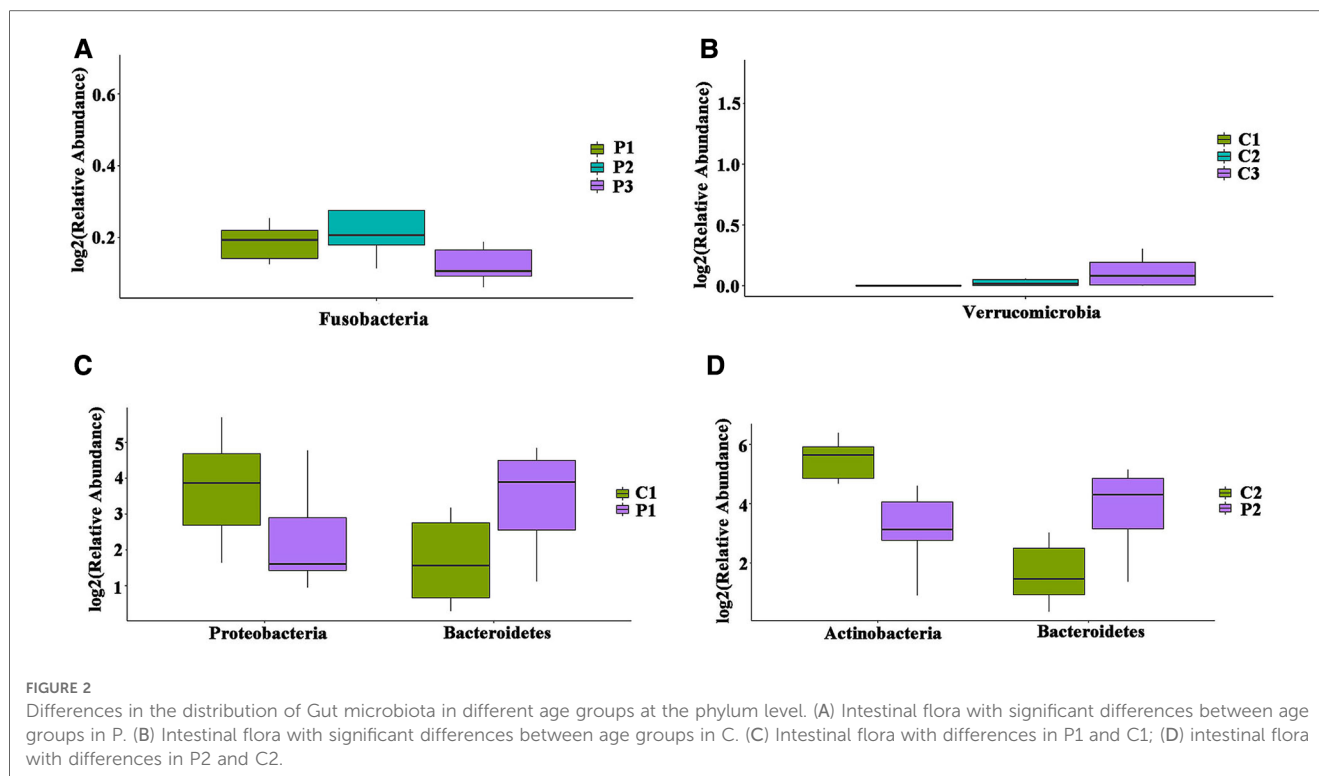 A
log2(Relative Abundance)
0.6
0.4
0.2
Fusobacteria
P1
P2
P3
B
log2(Relative Abundance)
1.5
1.0
0.5
0.0
Verrucomicrobia
C1
C2
C3
C
log2(Relative Abundance)
5
4
3
2
1
Proteobacteria
Bacteroidetes
C1
P1
D
log2(Relative Abundance)
6
4
2
Actinobacteria
Bacteroidetes
C2
P2
FIGURE 2
Differences in the distribution of Gut microbiota in different age groups at the phylum level. (A) Intestinal flora with significant differences between age
groups in P. (B) Intestinal flora with significant differences between age groups in C. (C) Intestinal flora with differences in P1 and C1; (D) intestinal flora
with differences in P2 and C2.